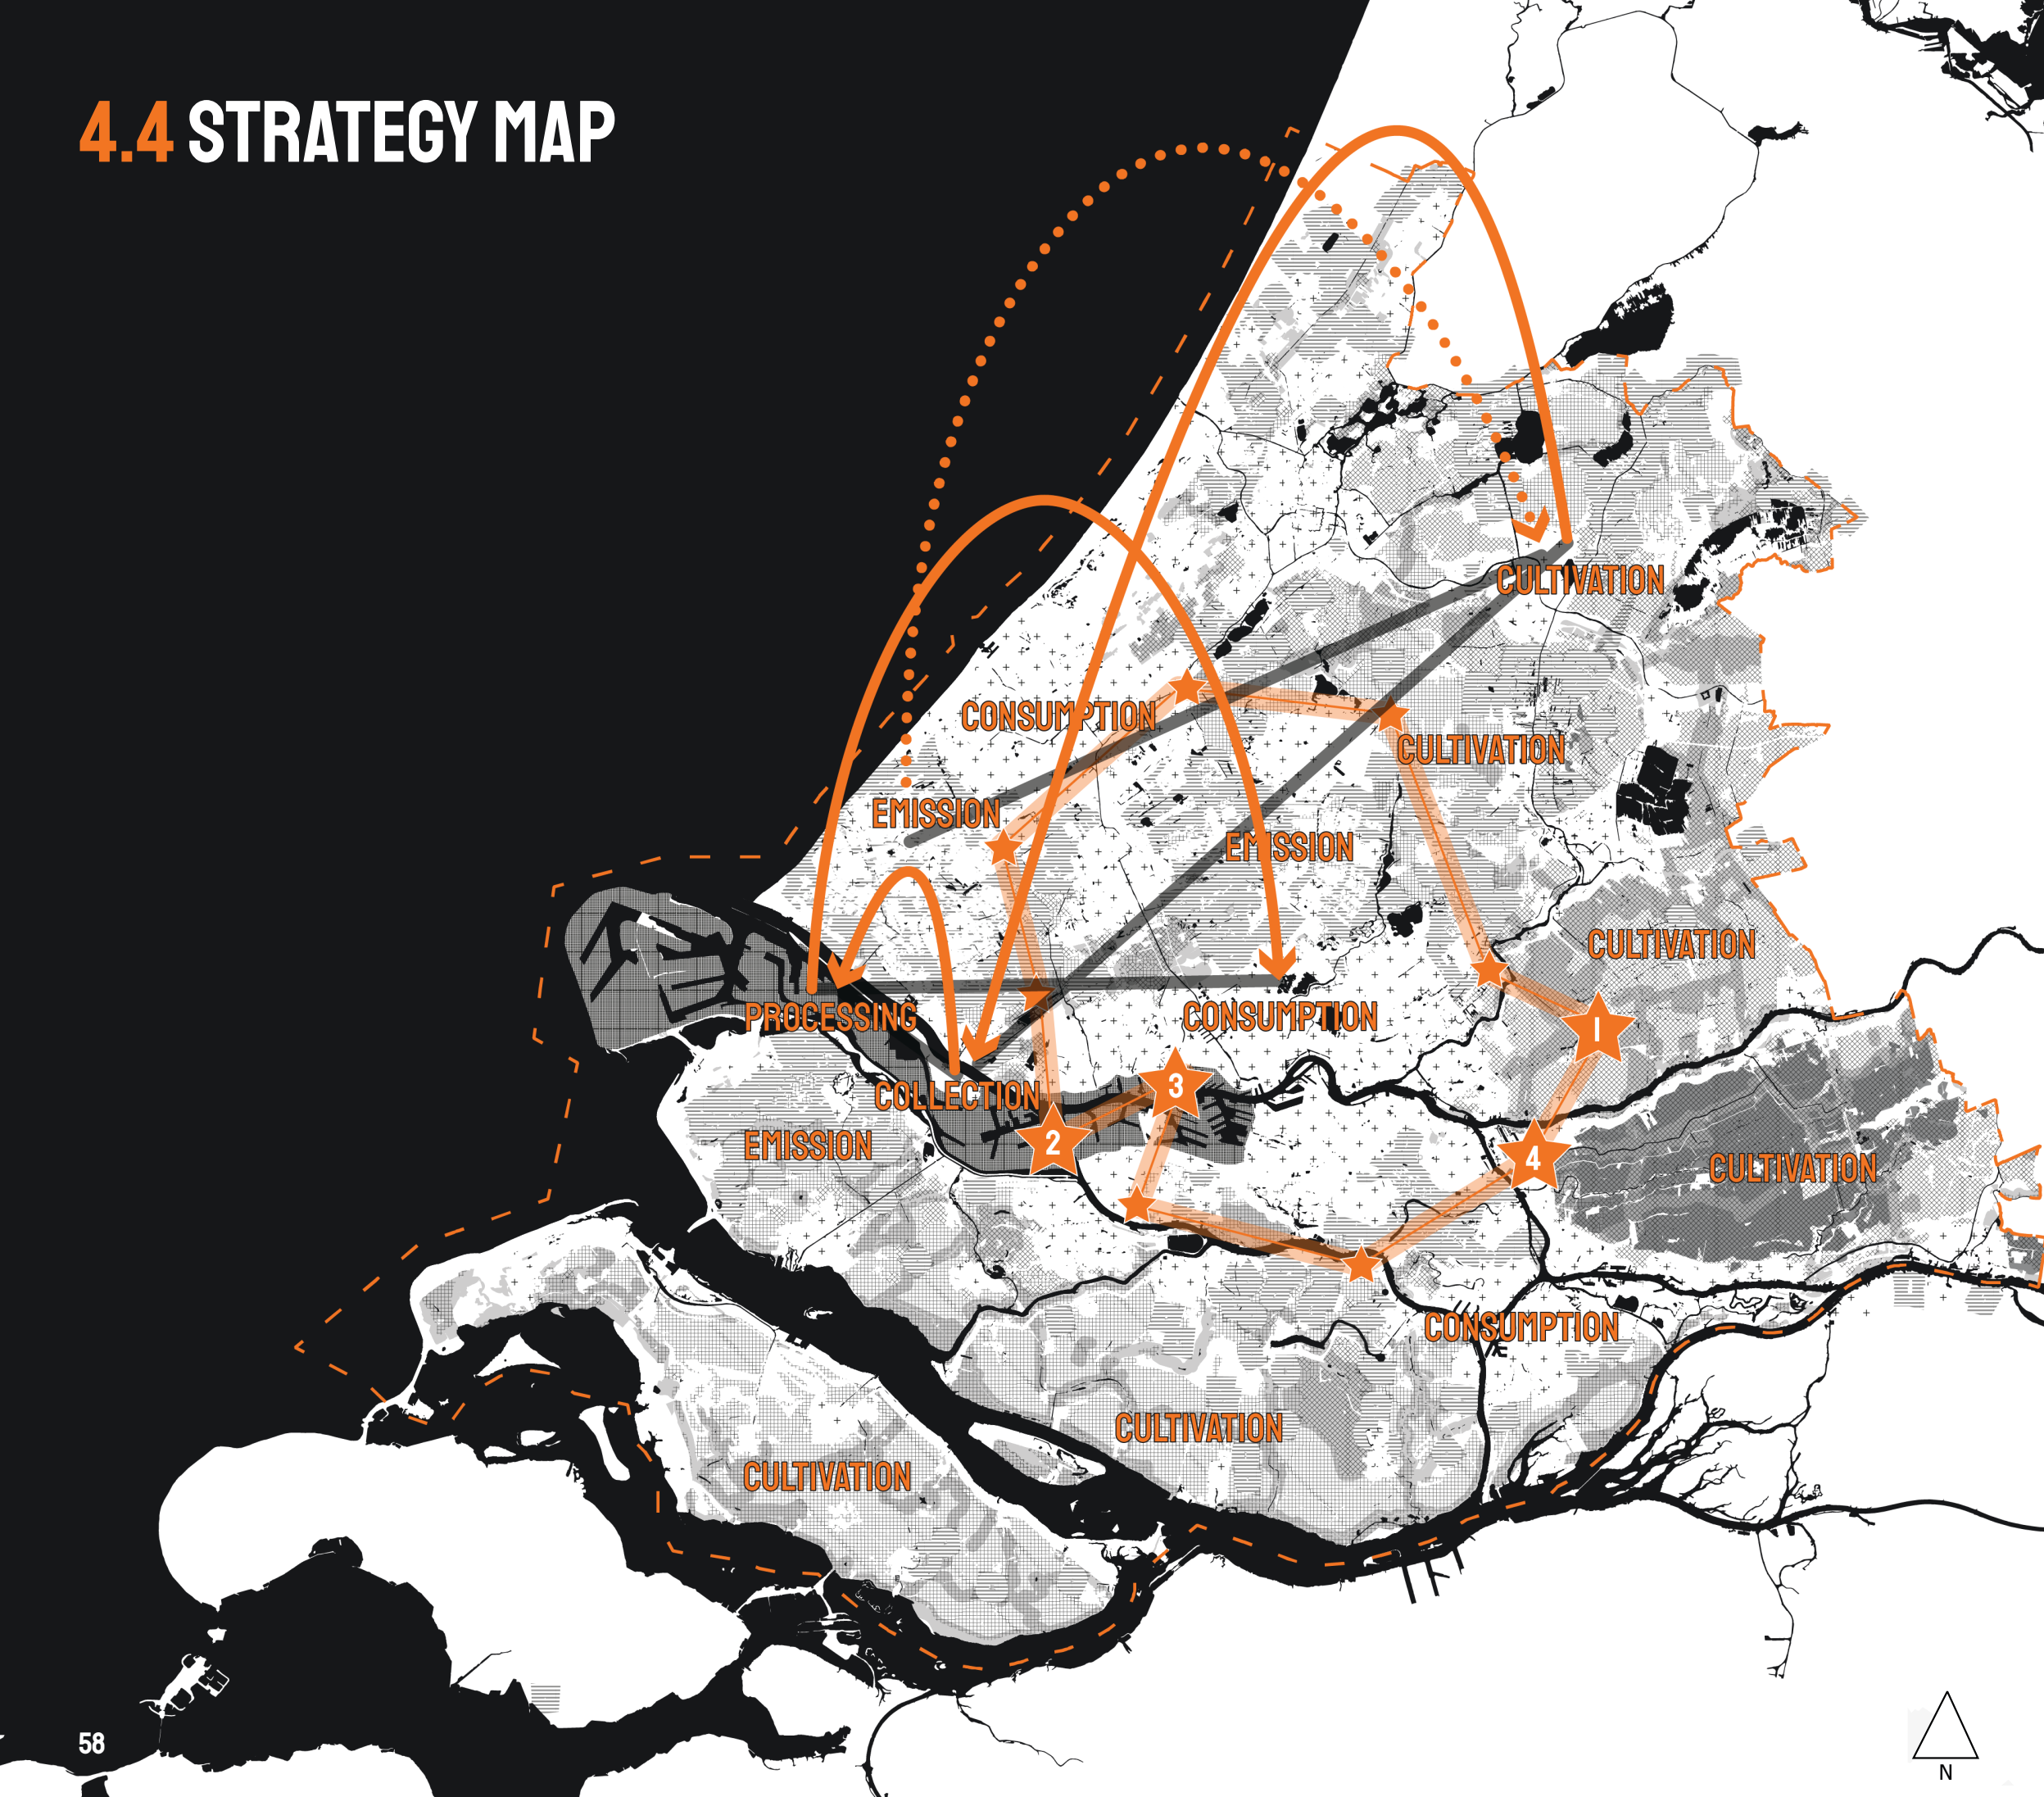 4.4 STRATEGY MAP
CULTIVATION
CONSUMPTION
CULTIVATION
EMISSION
EMISSION
CULTIVATION
PROCESSING
CONSUMPTION
1
COLLECTION
3
2
EMISSION
4
CULTIVATION
CONSUMPTION
CULTIVATION
CULTIVATION
58
N